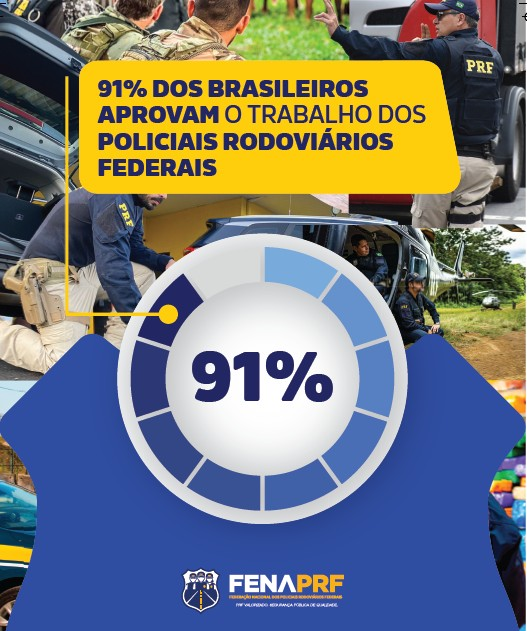 PRF
91% DOS BRASILEIROS
APROVAM O TRABALHO DOS
POLICIAIS RODOVIÁRIOS
FEDERAIS
PRF
91%
FENAPRF
FEDERAÇÃO NACIONAL DOS POLICIAIS RODOVIÁRIOS FEDERAIS
PRF VALORIZADO: SEGURANÇA PÚBLICA DE QUALIDADE.